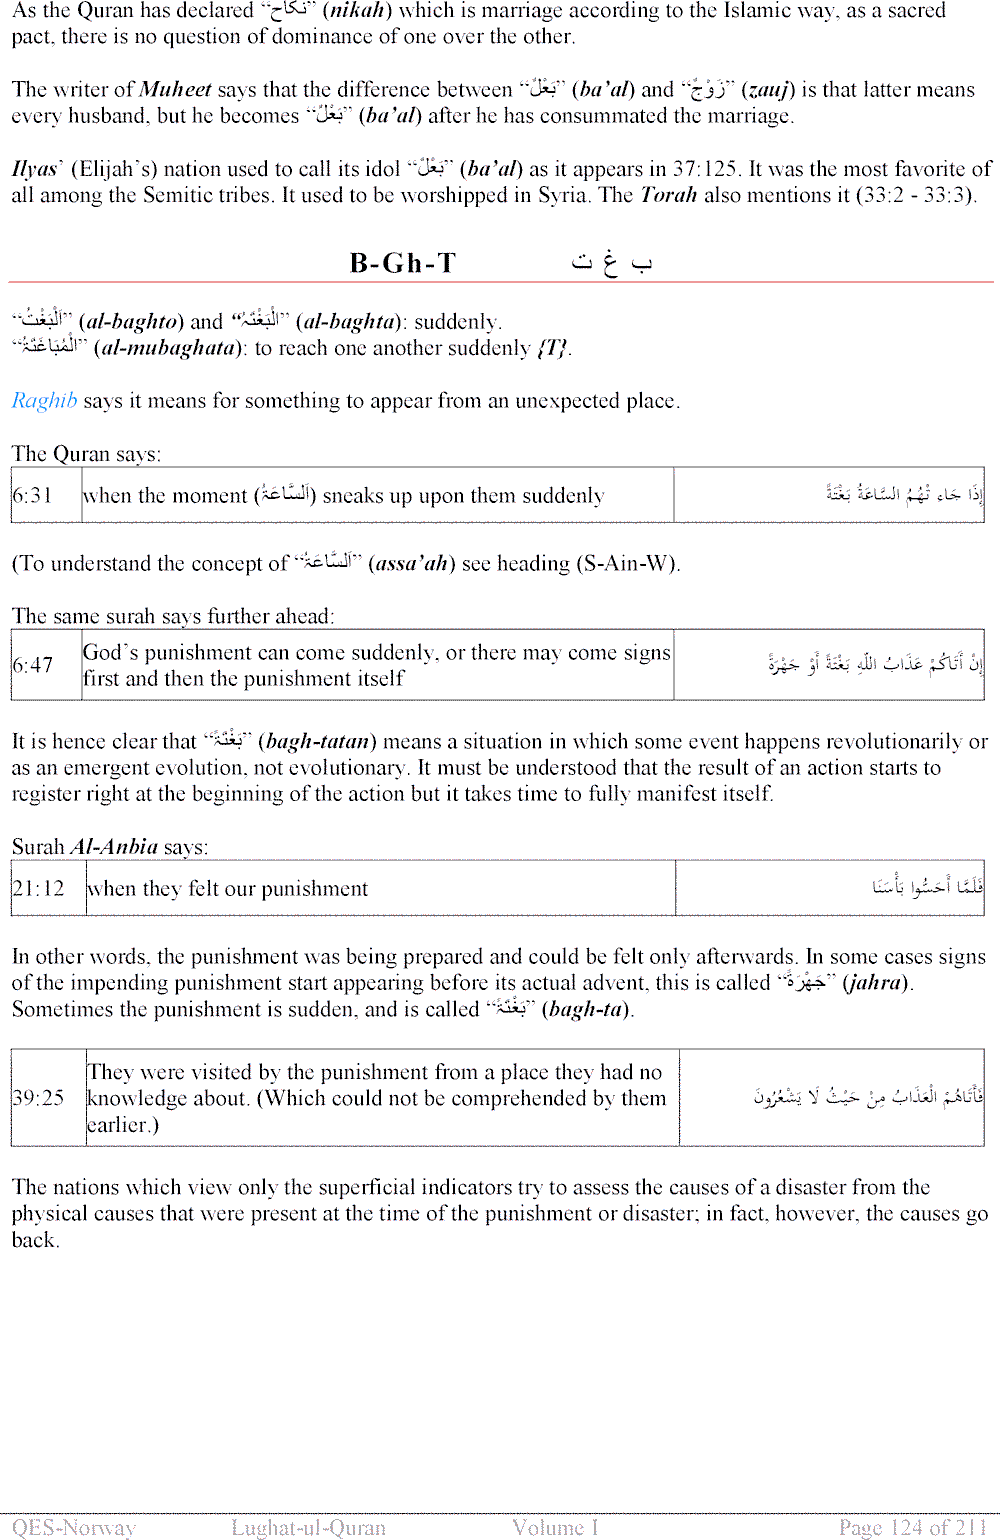 As the Quran has declared “نکاح” (nikah) which is marriage according to the Islamic way, as a sacred
pact, there is no question of dominance of one over the other.
The writer of Muheet says that the difference between “بَعْلٌ” (ba’al) and “زَوْجٌ” (zauj) is that latter means
every husband, but he becomes “بَعْلٌ” (ba’al) after he has consummated the marriage.
Ilyas’ (Elijah’s) nation used to call its idol “بَعْلٌ” (ba’al) as it appears in 37:125. It was the most favorite of
all among the Semitic tribes. It used to be worshipped in Syria. The Torah also mentions it (33:2 - 33:3).
B-Gh-T ب غ ت
“اَلْبَغْتُ” (al-baghto) and “اَلْبَغْتَۃُ” (al-baghta): suddenly.
“اَلْمُبَاغَتَۃُ” (al-mubaghata): to reach one another suddenly {T}.
Raghib says it means for something to appear from an unexpected place.
The Quran says:
6:31 when the moment (اَلسَّاعَۃُ) sneaks up upon them suddenly إِذَا جَاء تْهُمُ السَّاعَةُ بَغْتَةً
(To understand the concept of “اَلسَّاعَۃُ” (assa’ah) see heading (S-Ain-W).
The same surah says further ahead:
6:47 God’s punishment can come suddenly, or there may come signs
first and then the punishment itself إِنْ أَتَاكُمْ عَذَابُ اللّهِ بَغْتَةً أَوْ جَهْرَةً
It is hence clear that “بَغْتَۃً” (bagh-tatan) means a situation in which some event happens revolutionarily or
as an emergent evolution, not evolutionary. It must be understood that the result of an action starts to
register right at the beginning of the action but it takes time to fully manifest itself.
Surah Al-Anbia says:
21:12 when they felt our punishment فَلَمَّا أَحَسُّوا بَأْسَنَا
In other words, the punishment was being prepared and could be felt only afterwards. In some cases signs
of the impending punishment start appearing before its actual advent, this is called “جَهْرَۃً” (jahra).
Sometimes the punishment is sudden, and is called “بَغْتَۃً” (bagh-ta).
39:25 They were visited by the punishment from a place they had no
knowledge about. (Which could not be comprehended by them
earlier.) فَأَتَاهُمْ الْعَذَابُ مِنْ حَيْثُ لَا يَشْعُرُونَ
The nations which view only the superficial indicators try to assess the causes of a disaster from the
physical causes that were present at the time of the punishment or disaster; in fact, however, the causes go
back.
QES-Norway Lughat-ul-Quran Volume I Page 124 of 211